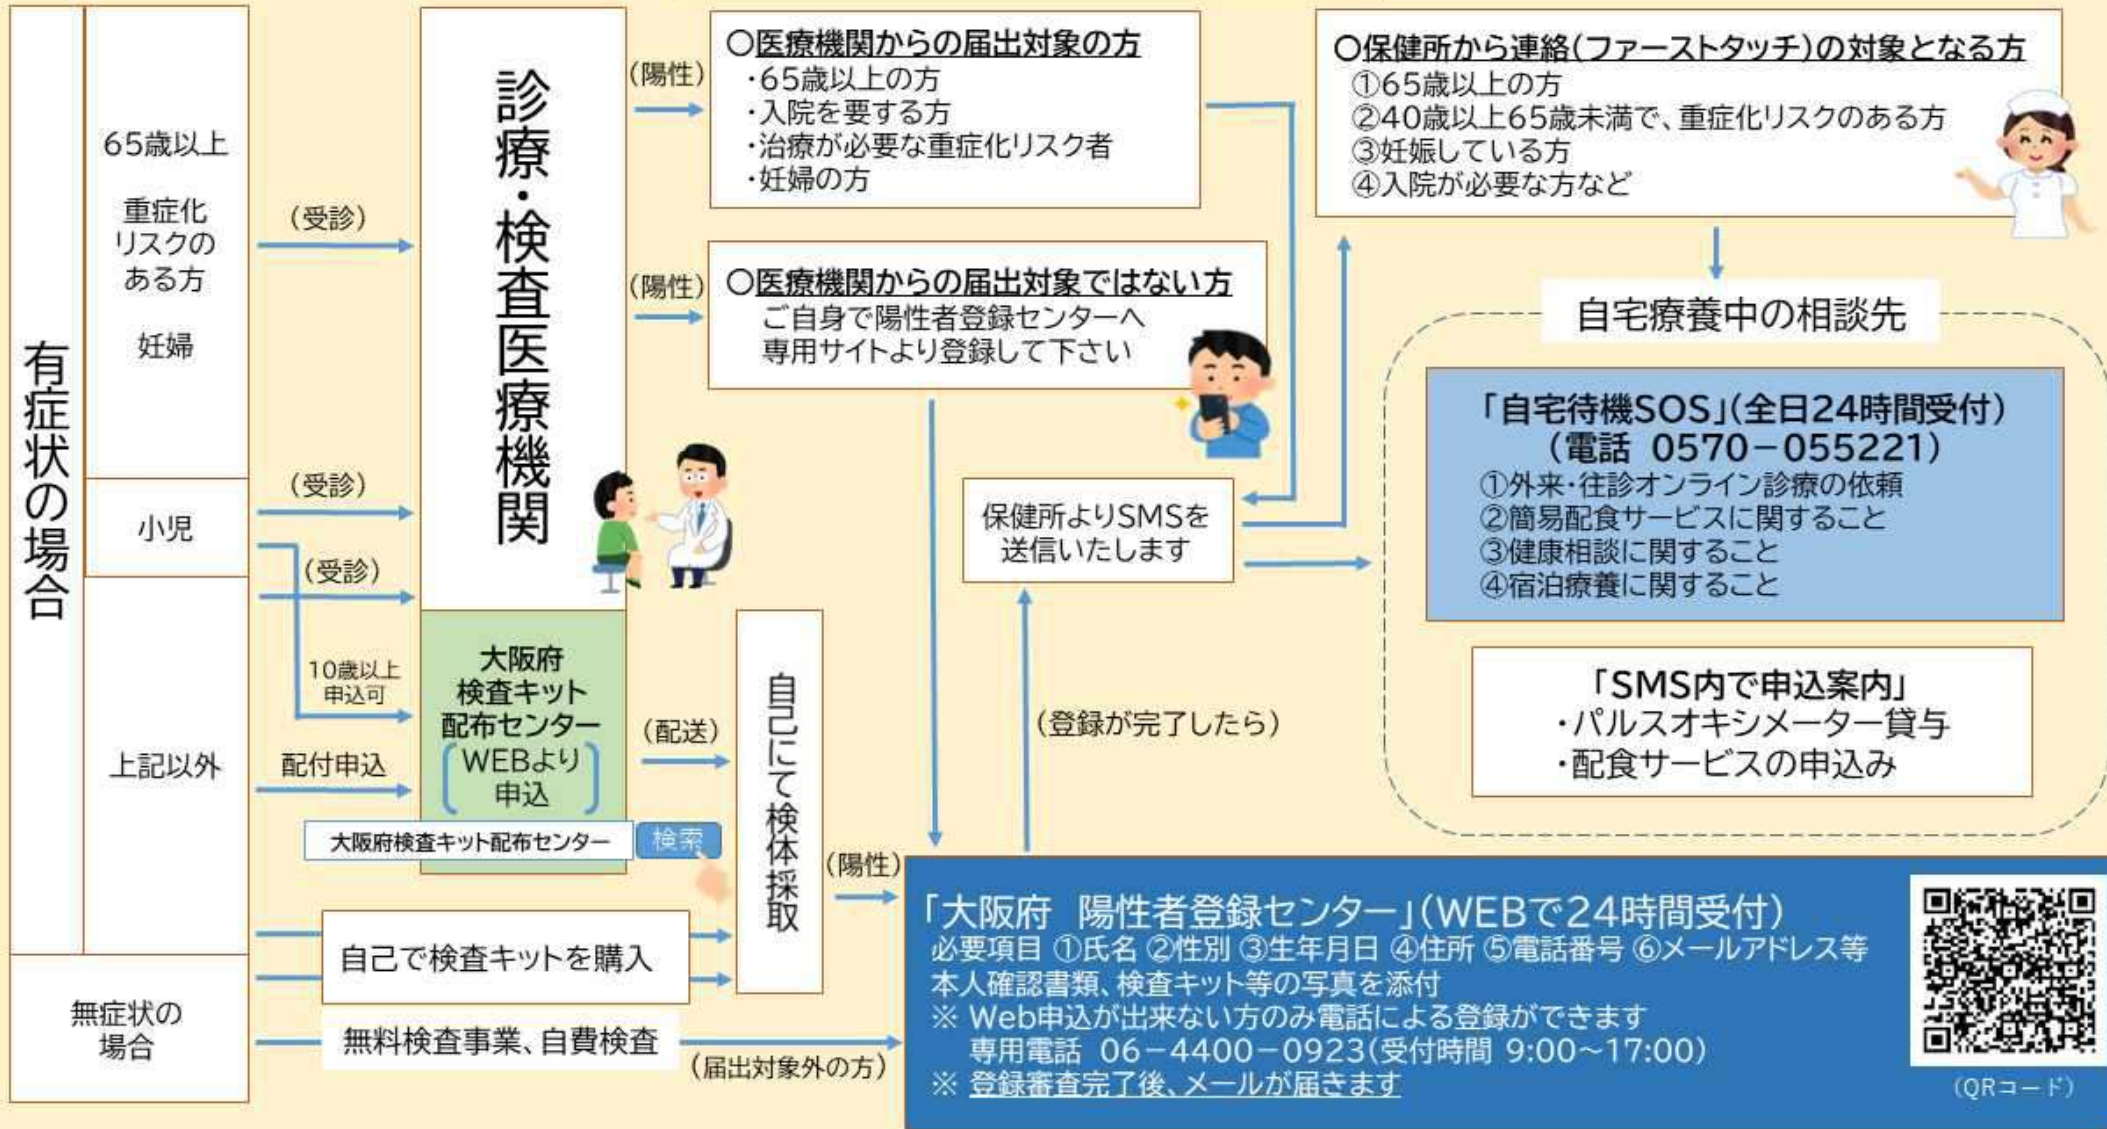 有症状の場合
65歳以上
重症化
リスクの
ある方
妊婦
小児
上記以外
無症状の
場合
(受診)
(受診)
(受診)
10歳以上
申込可
配付申込
診療・検査医療機関
大阪府
検査キット
配布センター
WEBより
申込
大阪府検査キット配布センター
検索
自己で検査キットを購入
無料検査事業、自費検査
(届出対象外の方)
(配送)
自己にて検体採取
(陽性)
(陽性)
○医療機関からの届出対象の方
・65歳以上の方
・入院を要する方
・治療が必要な重症化リスク者
・妊婦の方
(陽性)
○医療機関からの届出対象ではない方
ご自身で陽性者登録センターへ
専用サイトより登録して下さい
保健所よりSMSを
送信いたします
(登録が完了したら)
○保健所から連絡(ファーストタッチ)の対象となる方
①65歳以上の方
②40歳以上65歳未満で、重症化リスクのある方
③妊娠している方
④入院が必要な方など
自宅療養中の相談先
「自宅待機SOS」(全日24時間受付)
(電話 0570-055221)
①外来・往診オンライン診療の依頼
②簡易配食サービスに関すること
③健康相談に関すること
④宿泊療養に関すること
「SMS内で申込案内」
・パルスオキシメーター貸与
・配食サービスの申込み
「大阪府 陽性者登録センター」(WEBで24時間受付)
必要項目 ①氏名 ②性別 ③生年月日 ④住所 ⑤電話番号 ⑥メールアドレス等
本人確認書類、検査キット等の写真を添付
※ Web申込が出来ない方のみ電話による登録ができます
専用電話 06-4400-0923(受付時間 9:00~17:00)
※ 登録審査完了後、メールが届きます
(QRコード)